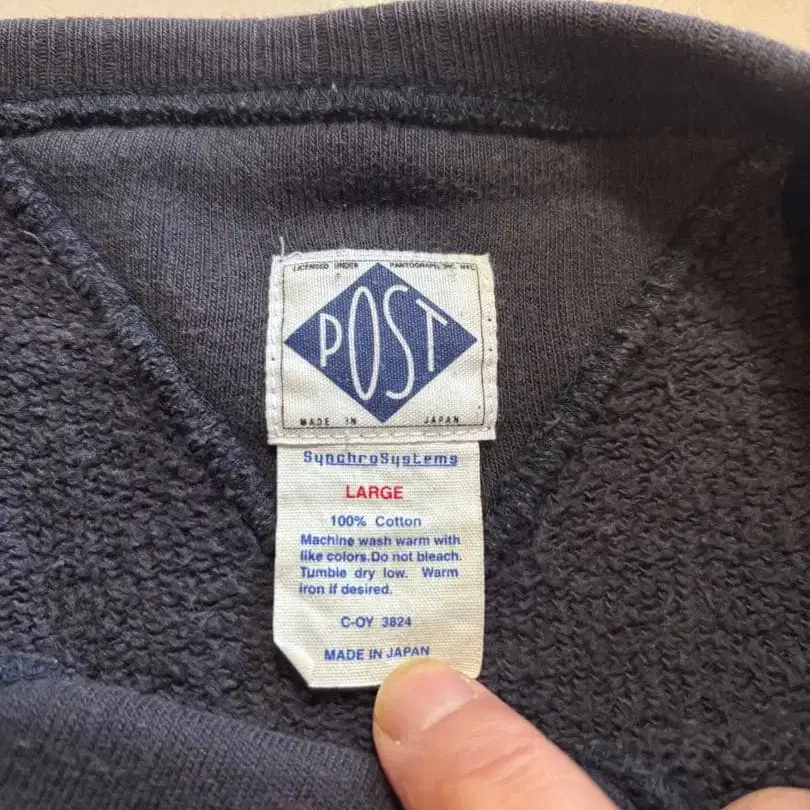 LICENSED UNDER PANTOGRAPH, INC. NYC.
POST
MADE IN JAPAN
SynchroSystems
LARGE
100% Cotton
Machine wash warm with
like colors.Do not bleach.
Tumble dry low. Warm
iron if desired.
C-OY 3824
MADE IN JAPAN